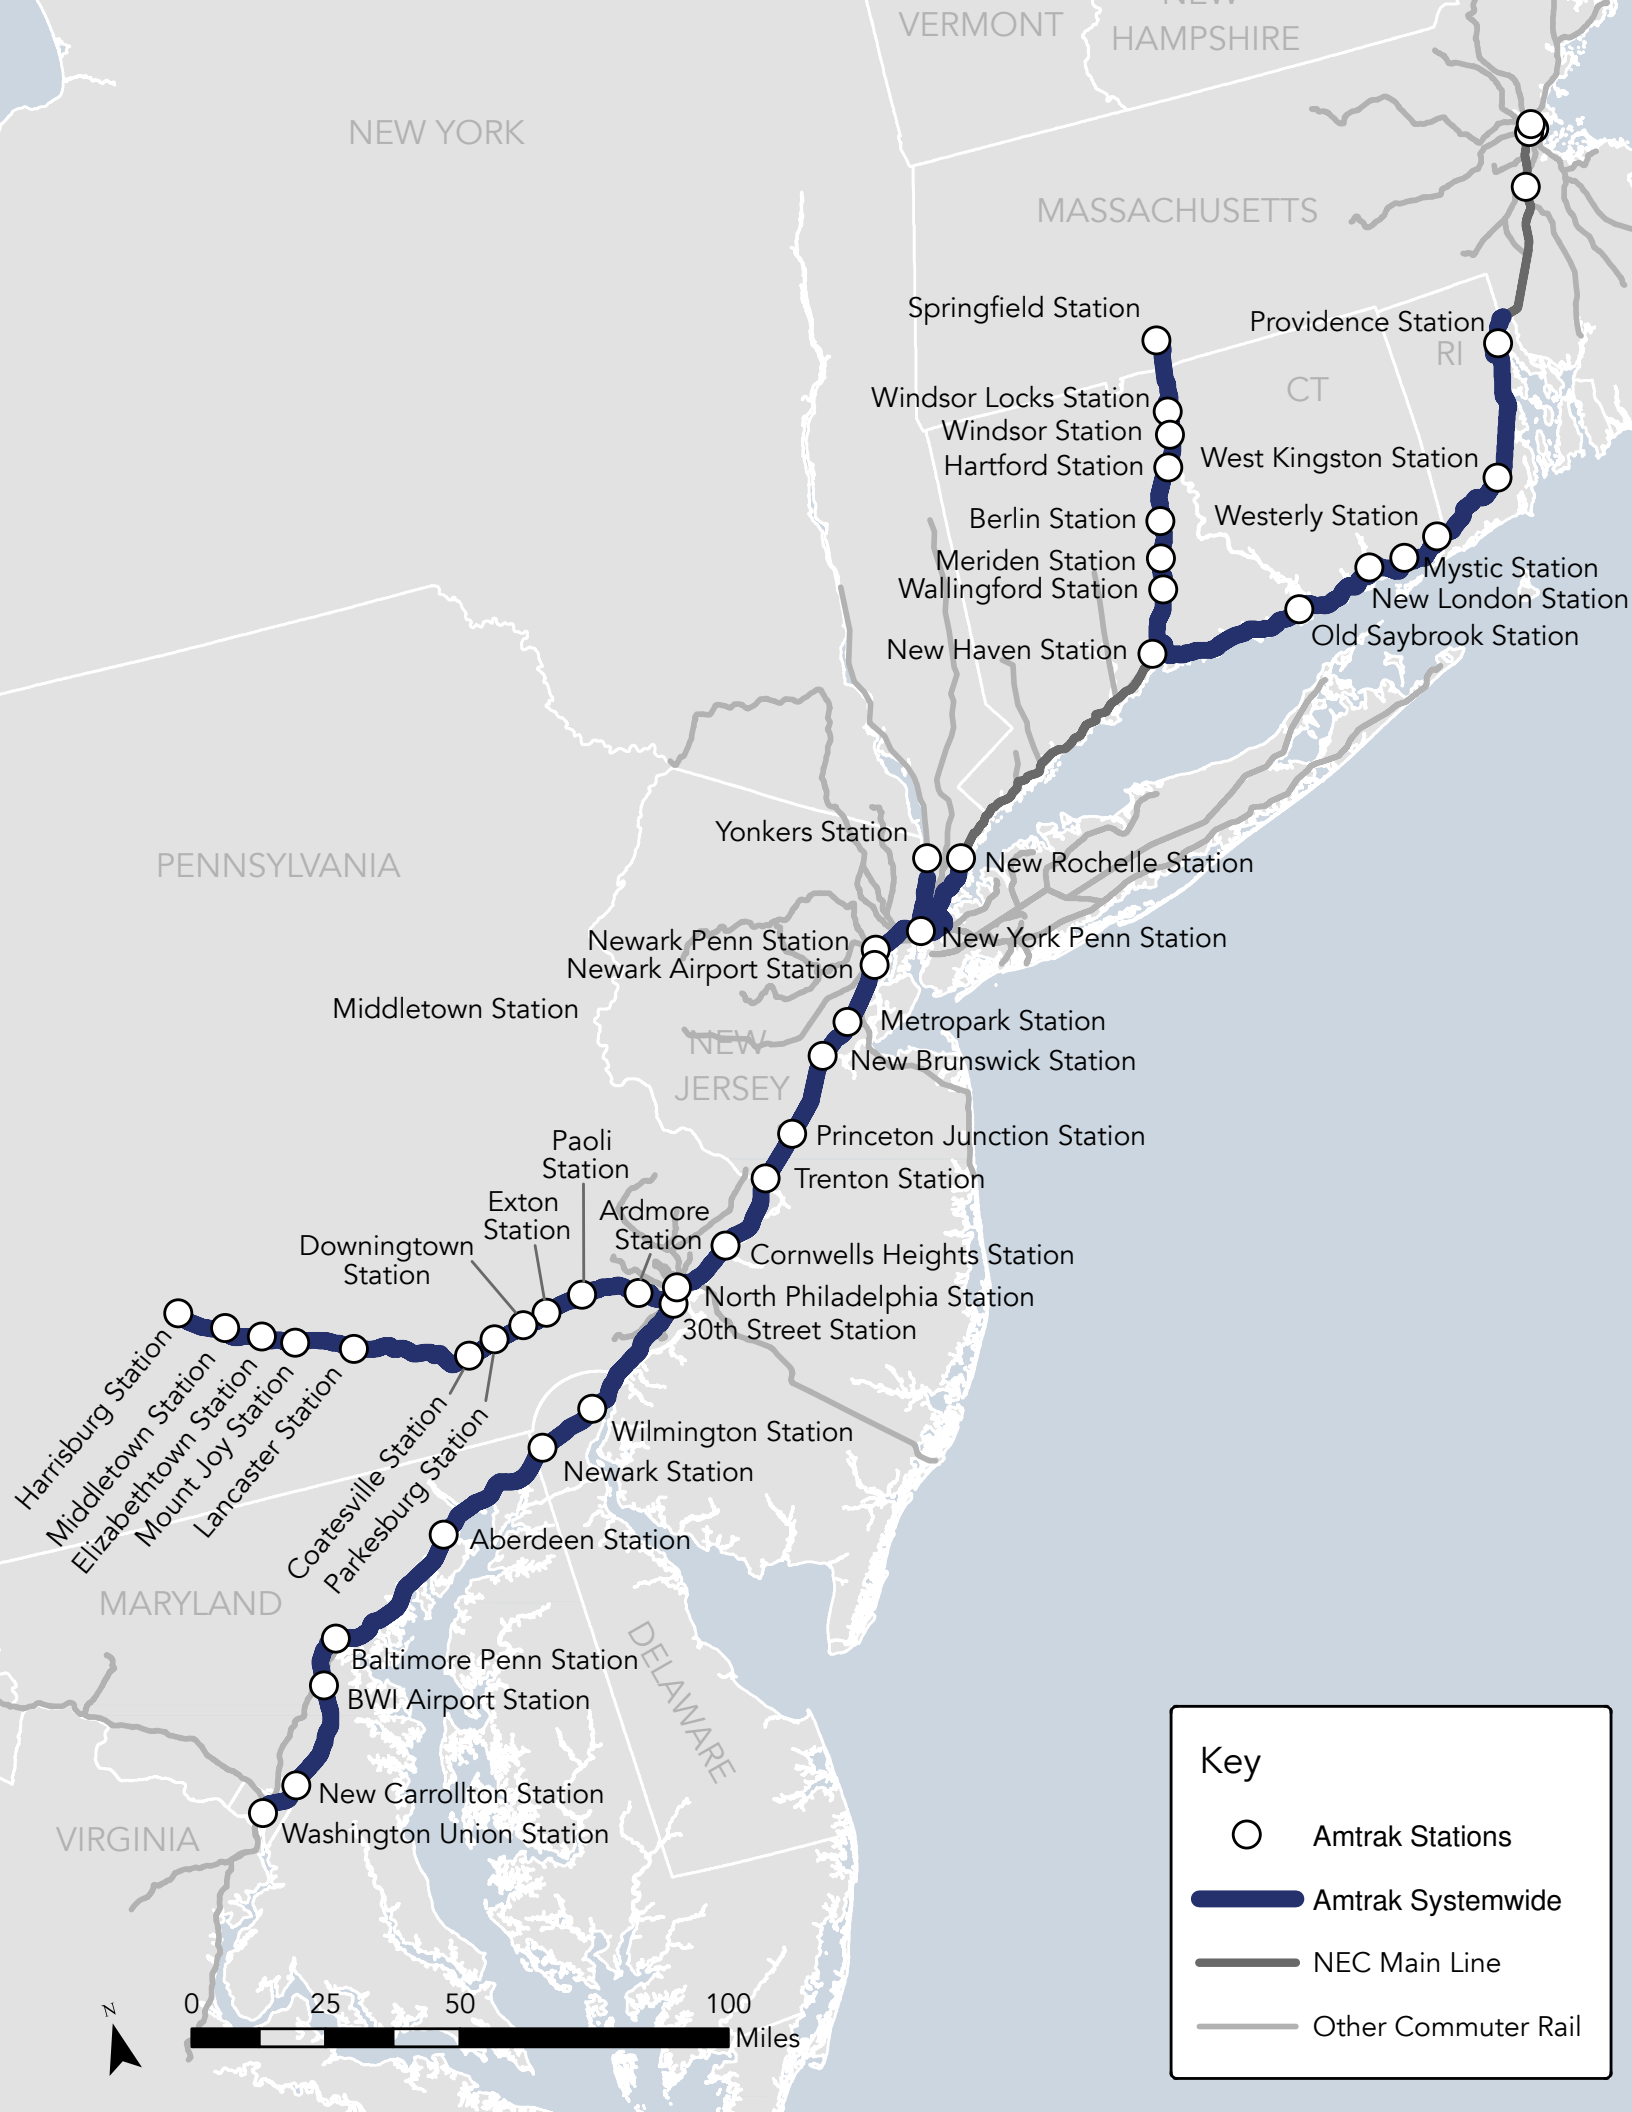 VERMONT
NEW
HAMPSHIRE
NEW YORK
MASSACHUSETTS
Springfield Station
Providence Station
RI
CT
Windsor Locks Station
Windsor Station
Hartford Station
West Kingston Station
Berlin Station
Westerly Station
Meriden Station
Mystic Station
Wallingford Station
New London Station
Old Saybrook Station
New Haven Station
Yonkers Station
New Rochelle Station
PENNSYLVANIA
Newark Penn Station
New York Penn Station
Newark Airport Station
Middletown Station
Metropark Station
NEW
JERSEY
New Brunswick Station
Princeton Junction Station
Paoli
Station
Trenton Station
Exton
Station
Ardmore
Station
Downingtown
Station
Cornwells Heights Station
North Philadelphia Station
30th Street Station
Harrisburg Station
Middletown Station
Elizabethtown Station
Mount Joy Station
Lancaster Station
Coatesville Station
Parkesburg Station
Wilmington Station
Newark Station
Aberdeen Station
MARYLAND
DELAWARE
Baltimore Penn Station
BWI Airport Station
New Carrollton Station
VIRGINIA
Washington Union Station
Key
Amtrak Stations
Amtrak Systemwide
NEC Main Line
Other Commuter Rail
N
0 25 50 100
Miles